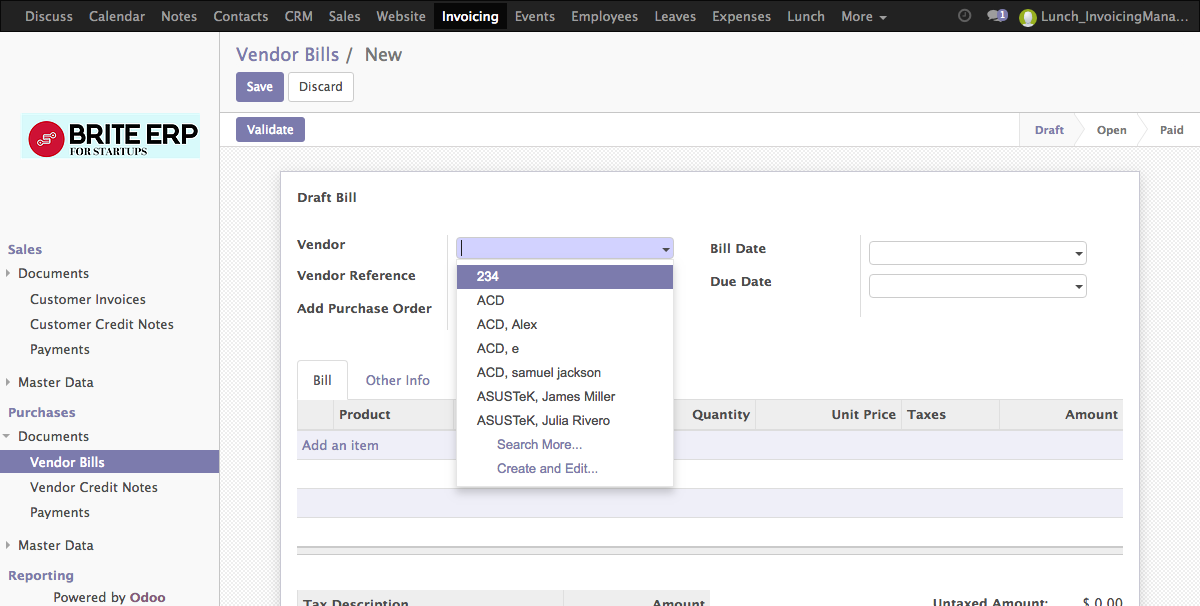 Discuss Calendar Notes Contacts CRM Sales Website Invoicing Events Employees Leaves Expenses Lunch More 1 Lunch_InvoicingMana...
Vendor Bills / New
Save Discard
Validate Draft Open Paid
BRITE ERP
FOR STARTUPS
Sales
Documents
Customer Invoices
Customer Credit Notes
Payments
Master Data
Purchases
Documents
Vendor Bills
Vendor Credit Notes
Payments
Master Data
Reporting
Powered by Odoo
Draft Bill
Vendor
Vendor Reference
Add Purchase Order
234
ACD
ACD, Alex
ACD, e
ACD, samuel jackson
ASUSTeK, James Miller
ASUSTeK, Julia Rivero
Search More...
Create and Edit...
Bill Date
Due Date
Bill Other Info
Product Quantity Unit Price Taxes Amount
Add an item
Tax Description Amount
Untaxed Amount: $ 0.00